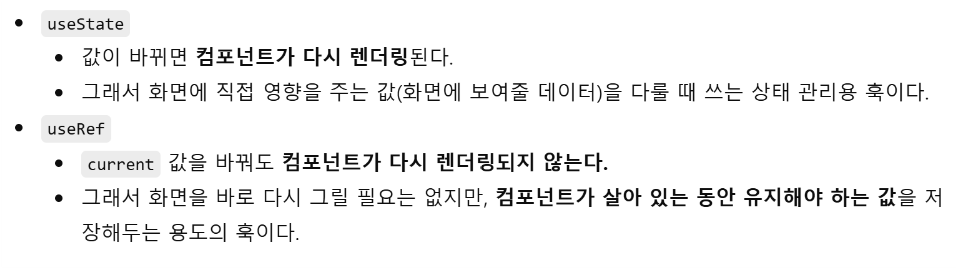 useState
값이 바뀌면 컴포넌트가 다시 렌더링된다.
그래서 화면에 직접 영향을 주는 값(화면에 보여줄 데이터)을 다룰 때 쓰는 상태 관리용 훅이다.
useRef
current 값을 바꿔도 컴포넌트가 다시 렌더링되지 않는다.
그래서 화면을 바로 다시 그릴 필요는 없지만, 컴포넌트가 살아 있는 동안 유지해야 하는 값을 저
장해두는 용도의 훅이다.